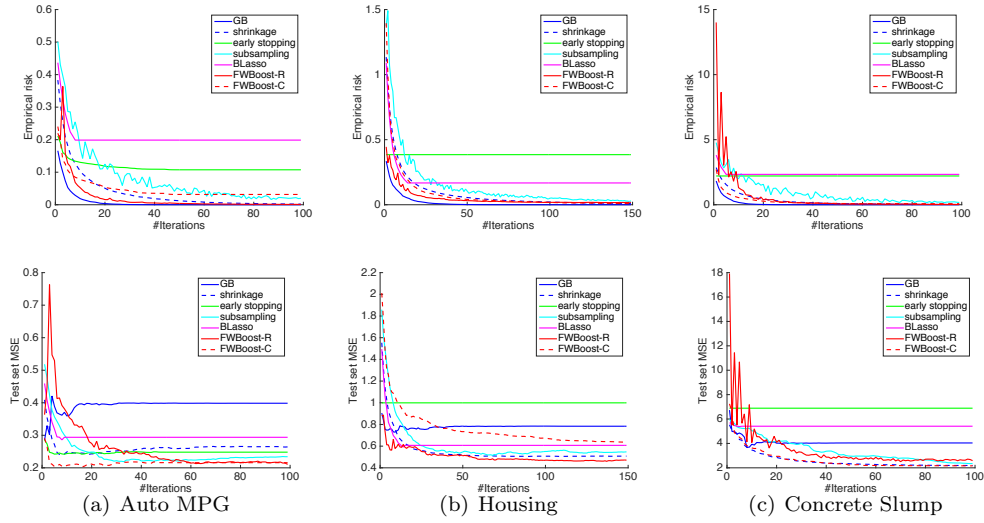 Empirical risk
0.6
0.5
0.4
0.3
0.2
0.1
0
0 20 40 60 80 100
#Iterations
GB
shrinkage
early stopping
subsampling
BLasso
FWBoost-R
FWBoost-C
Empirical risk
1.5
1
0.5
0
0 50 100 150
#Iterations
GB
shrinkage
early stopping
subsampling
BLasso
FWBoost-R
FWBoost-C
Empirical risk
15
10
5
0
0 20 40 60 80 100
#Iterations
GB
shrinkage
early stopping
subsampling
BLasso
FWBoost-R
FWBoost-C
Test set MSE
0.8
0.7
0.6
0.5
0.4
0.3
0.2
0 20 40 60 80 100
#Iterations
GB
shrinkage
early stopping
subsampling
BLasso
FWBoost-R
FWBoost-C
(a) Auto MPG
Test set MSE
2.2
2
1.8
1.6
1.4
1.2
1
0.8
0.6
0.4
0 50 100 150
#Iterations
GB
shrinkage
early stopping
subsampling
BLasso
FWBoost-R
FWBoost-C
(b) Housing
Test set MSE
18
16
14
12
10
8
6
4
2
0 20 40 60 80 100
#Iterations
GB
shrinkage
early stopping
subsampling
BLasso
FWBoost-R
FWBoost-C
(c) Concrete Slump